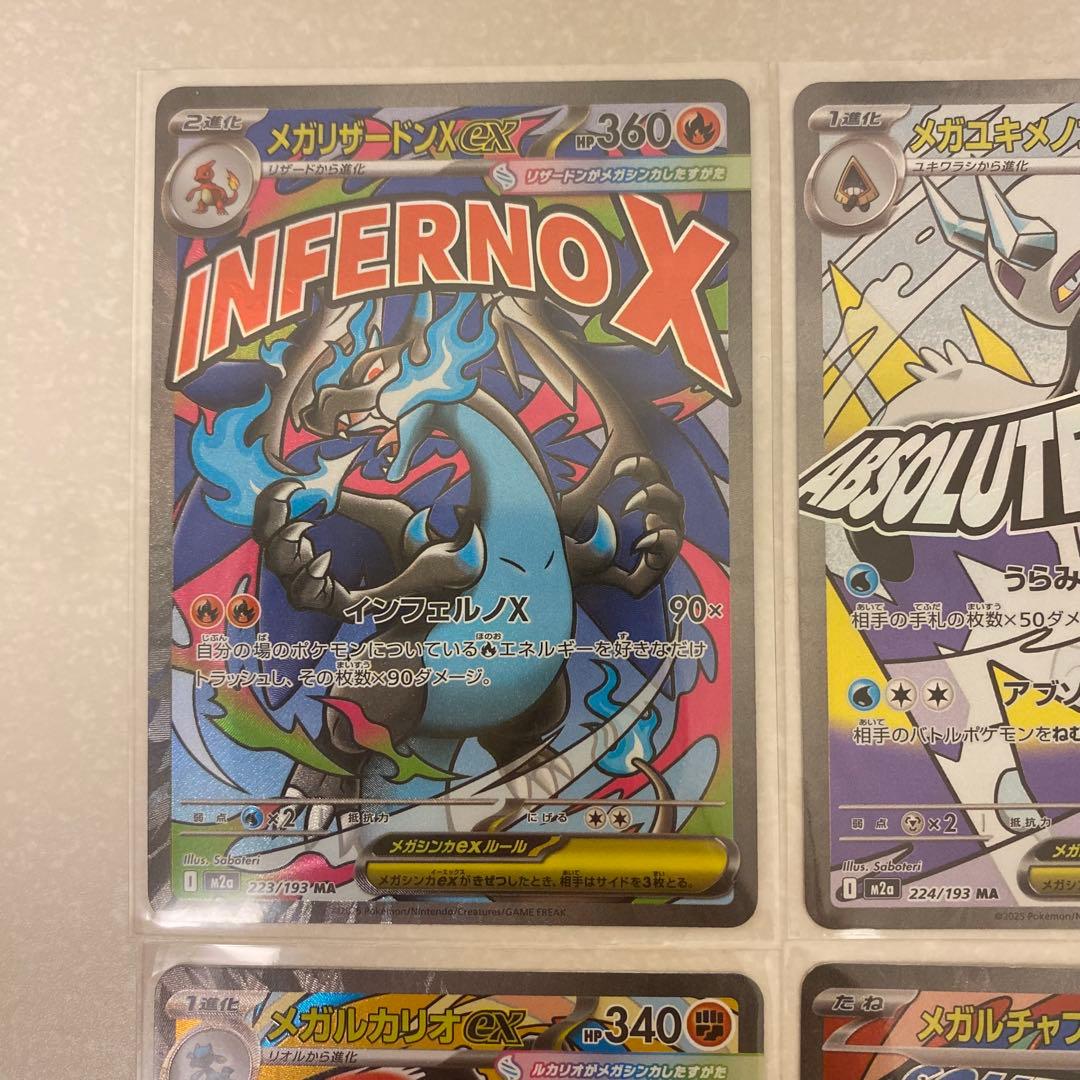 2進化
メガリザードンXex
HP360
リザードから進化
リザードンがメガシンカしたすがた
INFERNO X
インフェルノX
90×
自分の場のポケモンについているエネルギーを好きなだけ
トラッシュし、その枚数×90ダメージ。
弱点
×2
抵抗力
にげる
メガシンカexルール
メガシンカexがきぜつしたとき、相手はサイドを3枚とる。
Illus. Saboteri
I
M2a
223/193 MA
©2025 Pokémon/Nintendo/Creatures/GAME FREAK
1進化
メガユキメノ
ユキワラシから進化
ABSOLUTE
うらみ
相手の手札の枚数×50ダメ
アブソ
相手のバトルポケモンをねむ
弱点
×2
抵抗力
Illus. Saboteri
I
M2a
224/193 MA
©2025 Pokémon/N
1進化
メガルカリオex
HP340
リオルから進化
ルカリオがメガシンカしたすがた
たね
メガルチャブ